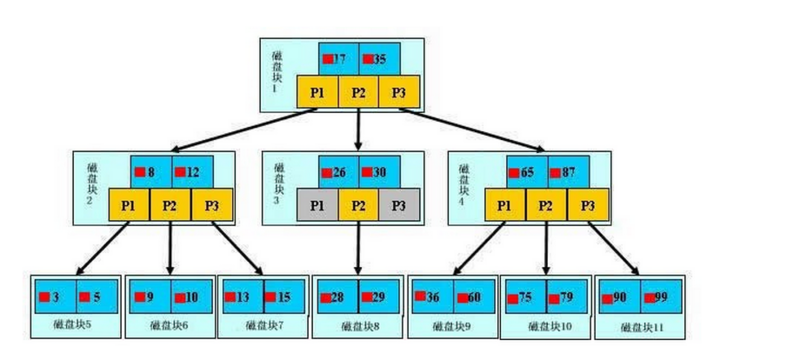 磁盘块1
17 35
P1 P2 P3
磁盘块2
8 12
P1 P2 P3
磁盘块3
26 30
P1 P2 P3
磁盘块4
65 87
P1 P2 P3
3 5
磁盘块5
9 10
磁盘块6
13 15
磁盘块7
28 29
磁盘块8
36 60
磁盘块9
75 79
磁盘块10
90 99
磁盘块11